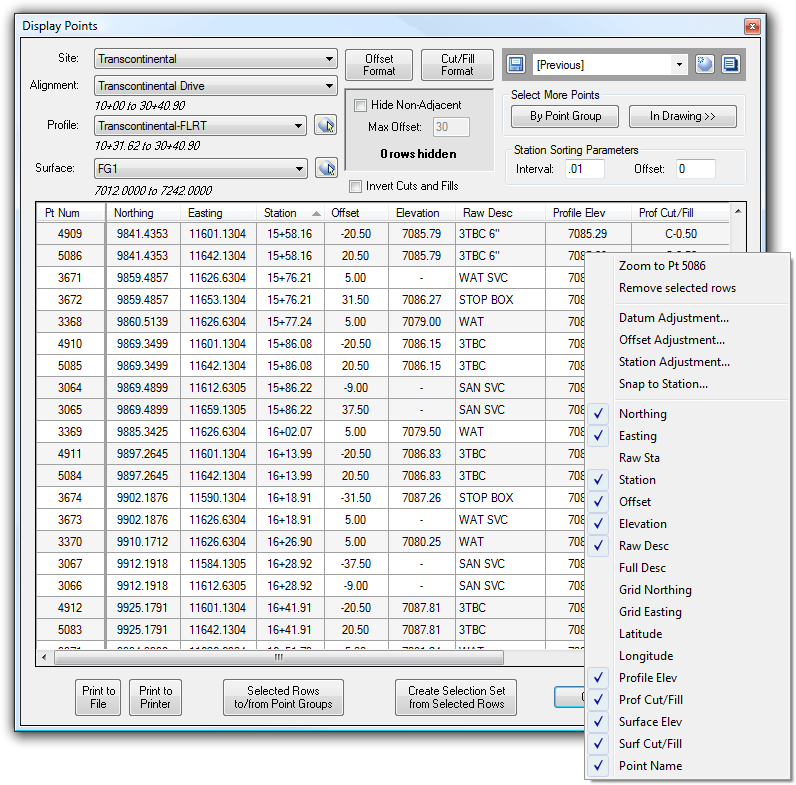 Display Points
Site: Transcontinental
Alignment: Transcontinental Drive
10+00 to 30+40.90
Profile: Transcontinental-FLRT
10+31.62 to 30+40.90
Surface: FG1
7012.0000 to 7242.0000
Offset Format
Cut/Fill Format
Hide Non-Adjacent
Max Offset: 30
0 rows hidden
Invert Cuts and Fills
[Previous]
Select More Points
By Point Group
In Drawing >>
Station Sorting Parameters
Interval: .01 Offset: 0
Pt Num Northing Easting Station Offset Elevation Raw Desc Profile Elev Prof Cut/Fill
4909 9841.4353 11601.1304 15+58.16 -20.50 7085.79 3TBC 6" 7085.29 C-0.50
5086 9841.4353 11642.1304 15+58.16 20.50 7085.79 3TBC 6"
3671 9859.4857 11626.6304 15+76.21 5.00 - WAT SVC 708
3672 9859.4857 11653.1304 15+76.21 31.50 7086.27 STOP BOX 708
3368 9860.5139 11626.6304 15+77.24 5.00 7079.00 WAT 708
4910 9869.3499 11601.1304 15+86.08 -20.50 7086.15 3TBC 708
5085 9869.3499 11642.1304 15+86.08 20.50 7086.15 3TBC 708
3064 9869.4899 11612.6305 15+86.22 -9.00 - SAN SVC 708
3065 9869.4899 11659.1305 15+86.22 37.50 - SAN SVC 708
3369 9885.3425 11626.6304 16+02.07 5.00 7079.50 WAT 708
4911 9897.2645 11601.1304 16+13.99 -20.50 7086.83 3TBC 708
5084 9897.2645 11642.1304 16+13.99 20.50 7086.83 3TBC 708
3674 9902.1876 11590.1304 16+18.91 -31.50 7087.26 STOP BOX 708
3673 9902.1876 11626.6304 16+18.91 5.00 - WAT SVC 708
3370 9910.1712 11626.6304 16+26.90 5.00 7080.25 WAT 708
3067 9912.1918 11584.1305 16+28.92 -37.50 - SAN SVC 708
3066 9912.1918 11612.6305 16+28.92 -9.00 - SAN SVC 708
4912 9925.1791 11601.1304 16+41.91 -20.50 7087.81 3TBC 708
5083 9925.1791 11642.1304 16+41.91 20.50 7087.81 3TBC 708
Print to File
Print to Printer
Selected Rows to/from Point Groups
Create Selection Set from Selected Rows
Zoom to Pt 5086
Remove selected rows
Datum Adjustment...
Offset Adjustment...
Station Adjustment...
Snap to Station...
Northing
Easting
Raw Sta
Station
Offset
Elevation
Raw Desc
Full Desc
Grid Northing
Grid Easting
Latitude
Longitude
Profile Elev
Prof Cut/Fill
Surface Elev
Surf Cut/Fill
Point Name